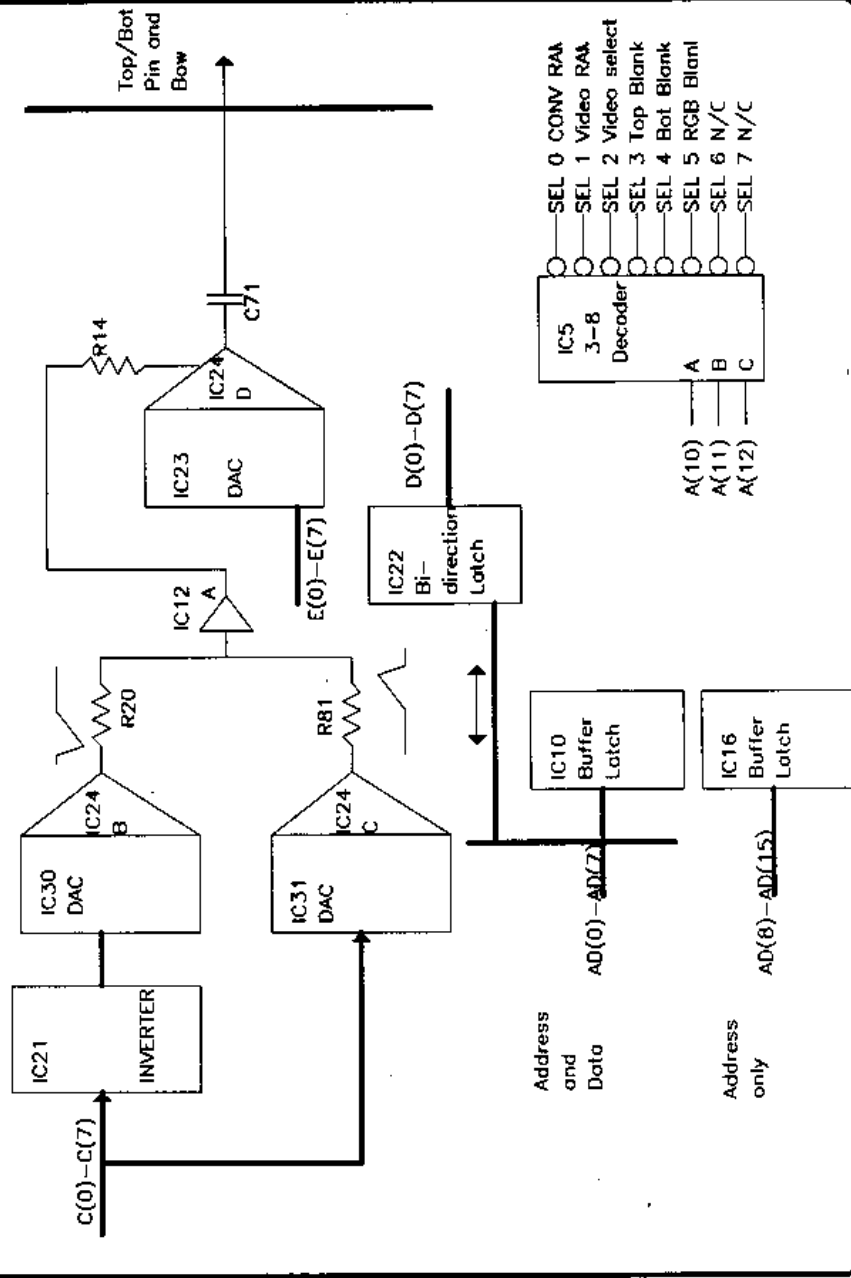 Top/Bot
Pin and
Bow
C(0)-C(7)
IC21
INVERTER
IC30
DAC
IC24
B
R20
IC31
DAC
IC24
C
R81
IC12
A
R14
IC23
DAC
IC24
D
C71
E(0)-E(7)
IC22
Bi-
direction
Latch
D(0)-D(7)
Address
and
Data
AD(0)-AD(7)
IC10
Buffer
Latch
Address
only
AD(8)-AD(15)
IC16
Buffer
Latch
A(10)
A(11)
A(12)
IC5
3-8
Decoder
A
B
C
SEL 0 CONV RAM
SEL 1 Video RAM
SEL 2 Video select
SEL 3 Top Blank
SEL 4 Bot Blank
SEL 5 RGB Blanl
SEL 6 N/C
SEL 7 N/C